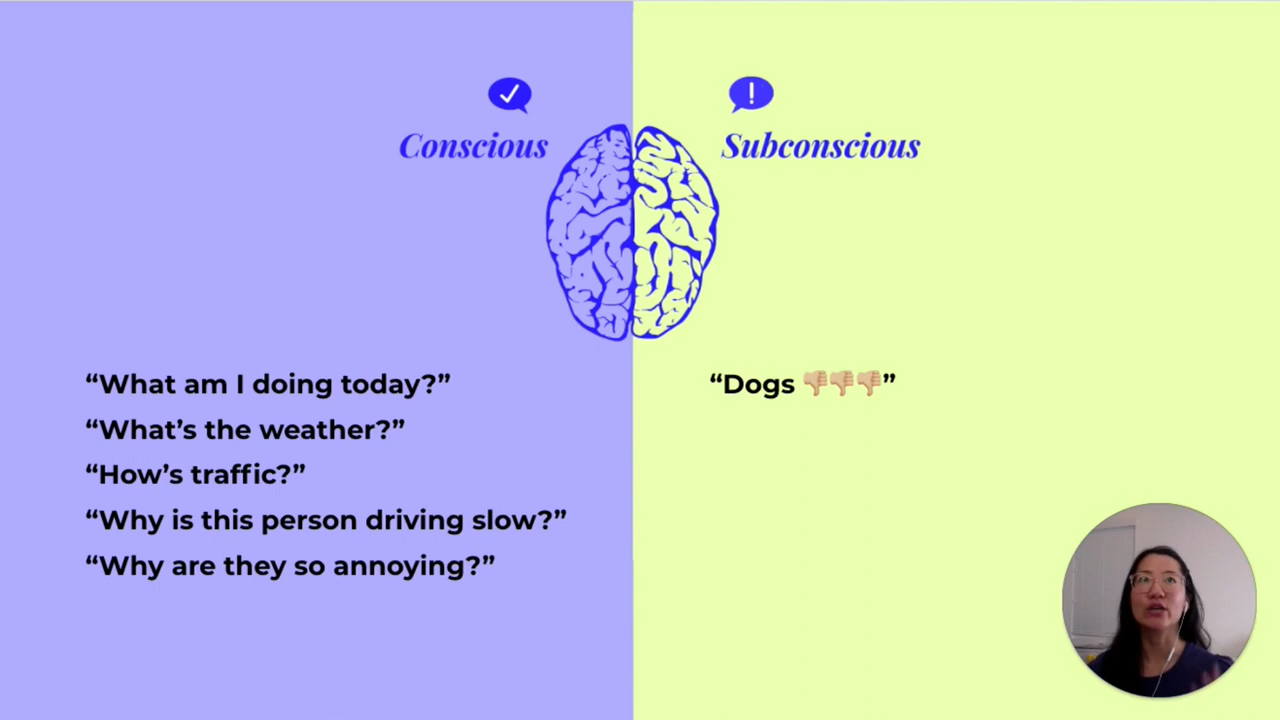 Conscious
Subconscious
“What am I doing today?”
“What’s the weather?”
“How’s traffic?”
“Why is this person driving slow?”
“Why are they so annoying?”
“Dogs 👎🏼👎🏼👎🏼”